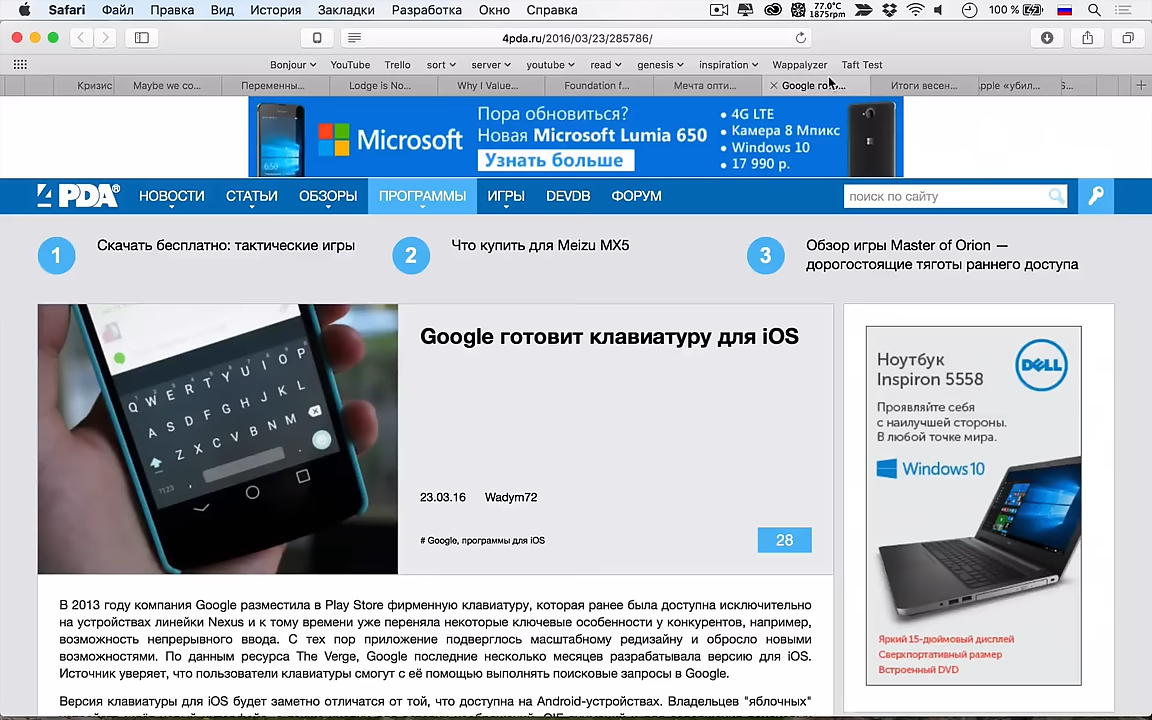 Safari Файл Правка Вид История Закладки Разработка Окно Справка 77.0°C 1875rpm 100 %
4pda.ru/2016/03/23/285786/
Bonjour YouTube Trello sort server youtube read genesis inspiration Wappalyzer Taft Test
Кризис Maybe we co... Переменны... Lodge is No... Why I Value... Foundation f... Мечта опти... Итоги весен...
Microsoft
Пора обновиться?
Новая Microsoft Lumia 650
Узнать больше
• 4G LTE
• Камера 8 Мпикс
• Windows 10
• 17 990 р.
4PDA® НОВОСТИ СТАТЬИ ОБЗОРЫ ПРОГРАММЫ ИГРЫ DEVDB ФОРУМ поиск по сайту
1 Скачать бесплатно: тактические игры
2 Что купить для Meizu MX5
3 Обзор игры Master of Orion —
дорогостоящие тяготы раннего доступа
Q W E R T Y U I O P
A S D F G H J K L
Z X C V B N M
Google готовит клавиатуру для iOS
23.03.16 Wadym72
# Google, программы для iOS
28
В 2013 году компания Google разместила в Play Store фирменную клавиатуру, которая ранее была доступна исключительно
на устройствах линейки Nexus и к тому времени уже переняла некоторые ключевые особенности у конкурентов, например,
возможность непрерывного ввода. С тех пор приложение подверглось масштабному редизайну и обросло новыми
возможностями. По данным ресурса The Verge, Google последние несколько месяцев разрабатывала версию для iOS.
Источник уверяет, что пользователи клавиатуры смогут с её помощью выполнять поисковые запросы в Google.
Версия клавиатуры для iOS будет заметно отличатся от той, что доступна на Android-устройствах. Владельцев "яблочных"
Ноутбук
Inspiron 5558
DELL
Проявляйте себя
с наилучшей стороны.
В любой точке мира.
Windows 10
Яркий 15-дюймовый дисплей
Сверхпортативный размер
Встроенный DVD